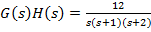 G(s)H(s) = 12/(s(s+1)(s+2))